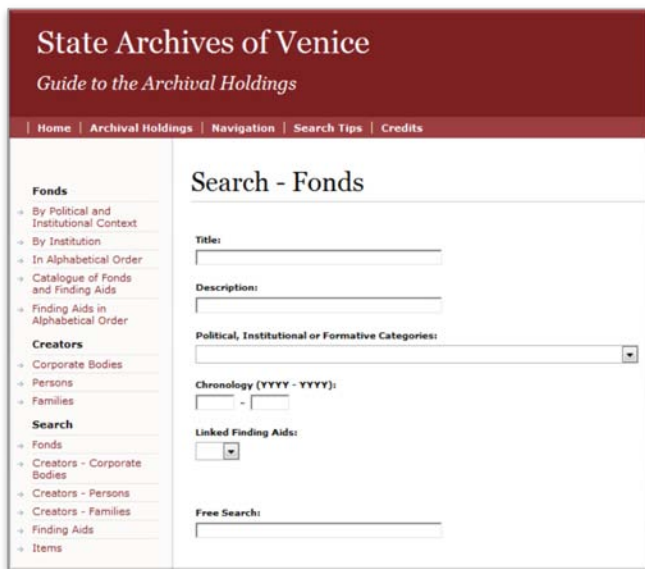 State Archives of Venice
Guide to the Archival Holdings
| Home | Archival Holdings | Navigation | Search Tips | Credits
Fonds
By Political and
Institutional Context
By Institution
In Alphabetical Order
Catalogue of Fonds
and Finding Aids
Finding Aids in
Alphabetical Order
Creators
Corporate Bodies
Persons
Families
Search
Fonds
Creators - Corporate
Bodies
Creators - Persons
Creators - Families
Finding Aids
Items
Search - Fonds
Title:
Description:
Political, Institutional or Formative Categories:
Chronology (YYYY - YYYY):
-
Linked Finding Aids:
Free Search: